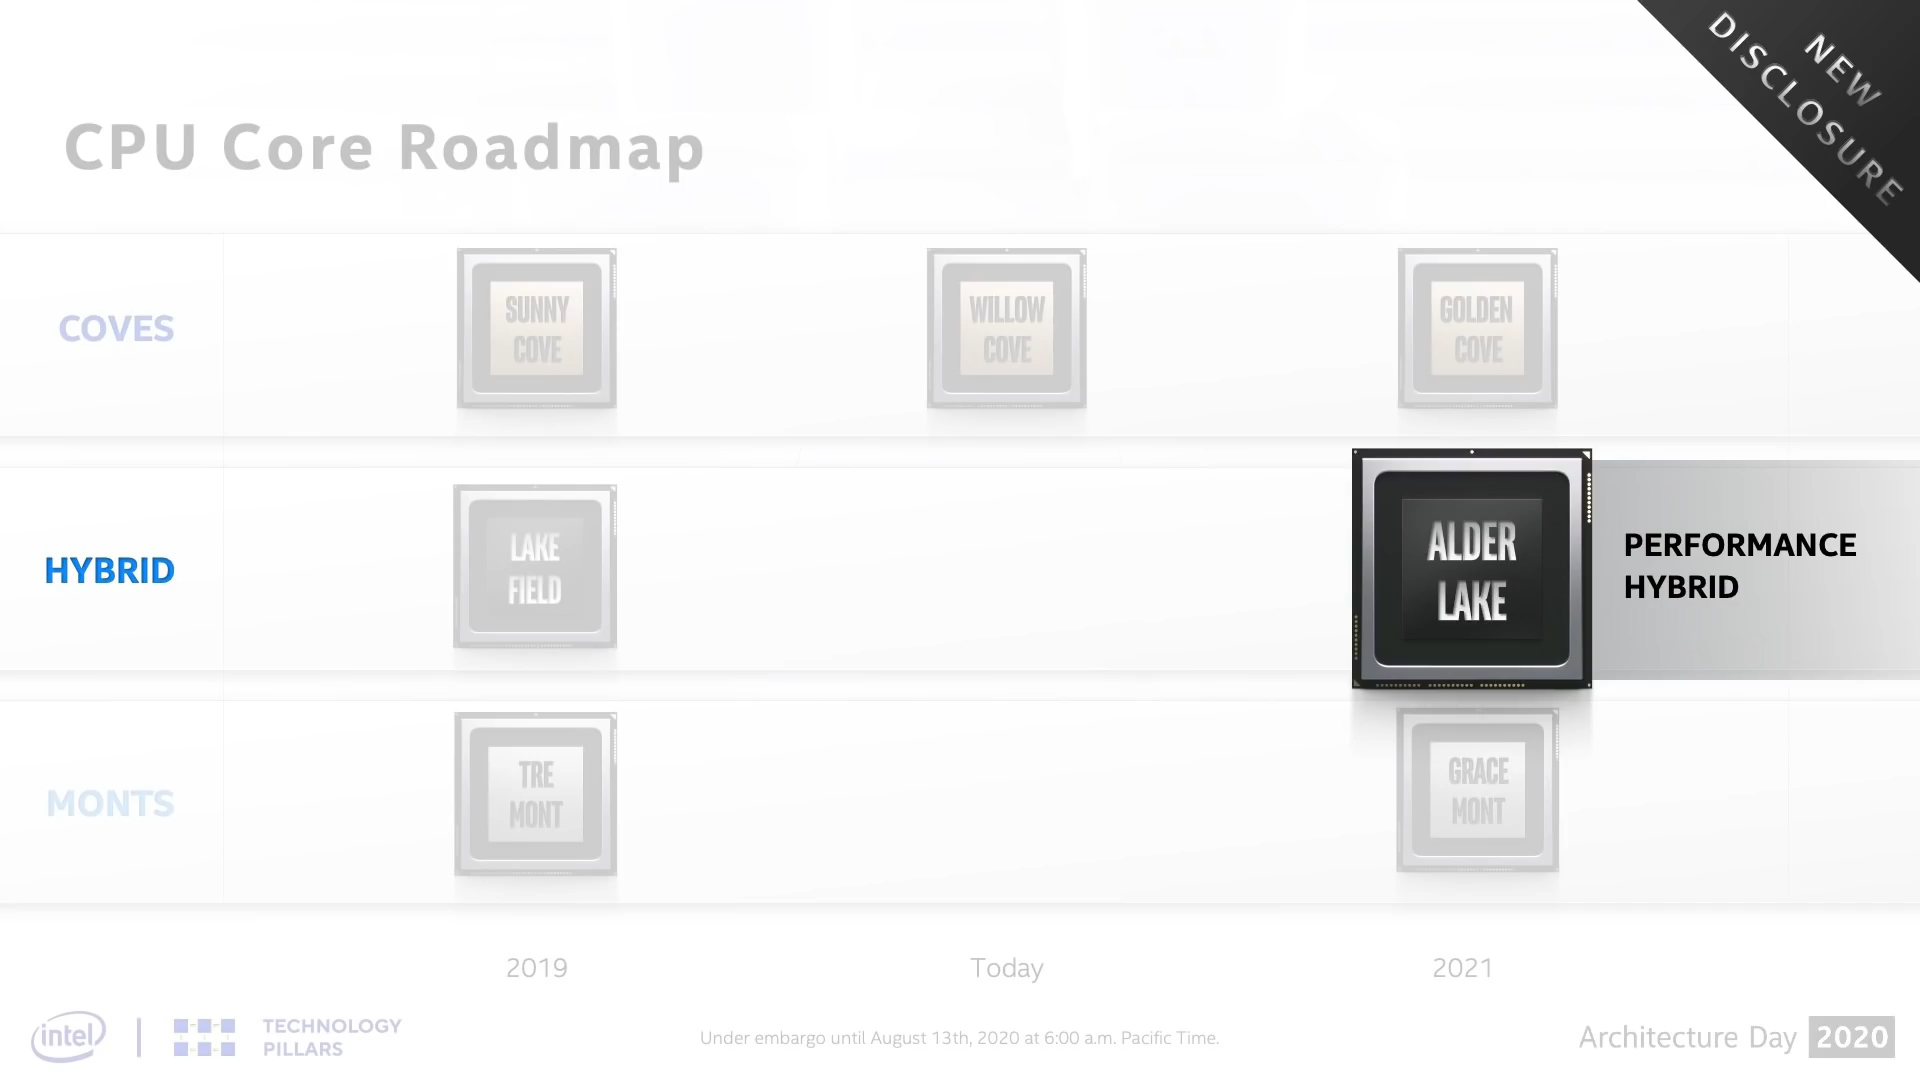 NEW
DISCLOSURE
CPU Core Roadmap
COVES
SUNNY
COVE
WILLOW
COVE
GOLDEN
COVE
HYBRID
LAKE
FIELD
ALDER
LAKE
PERFORMANCE
HYBRID
MONTS
TRE
MONT
GRACE
MONT
2019
Today
2021
intel
TECHNOLOGY
PILLARS
Under embargo until August 13th, 2020 at 6:00 a.m. Pacific Time.
Architecture Day 2020